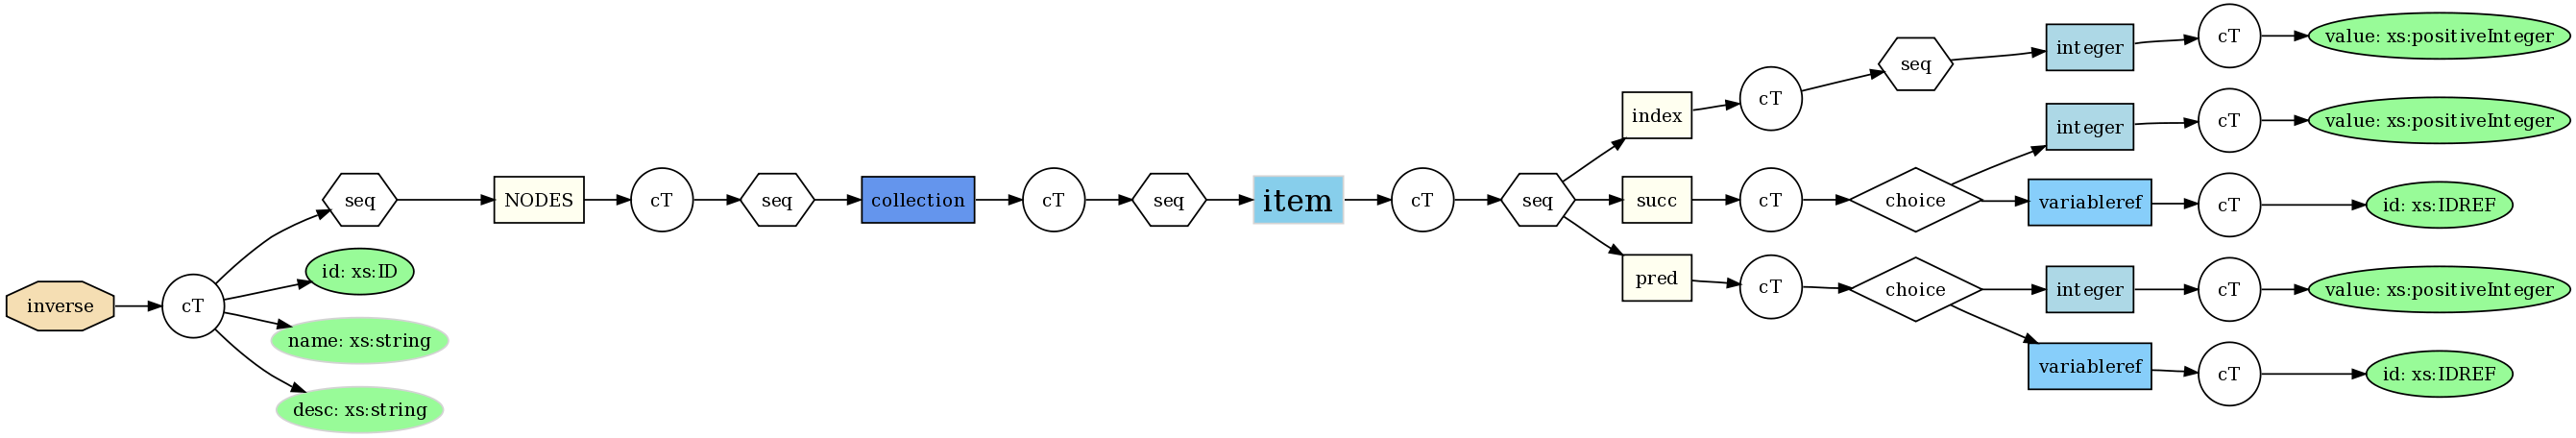 inverse
cT
seq
id: xs:ID
name: xs:string
desc: xs:string
NODES
cT
seq
collection
cT
seq
item
cT
seq
index
cT
seq
integer
cT
value: xs:positiveInteger
succ
cT
choice
integer
cT
value: xs:positiveInteger
variableref
cT
id: xs:IDREF
pred
cT
choice
integer
cT
value: xs:positiveInteger
variableref
cT
id: xs:IDREF